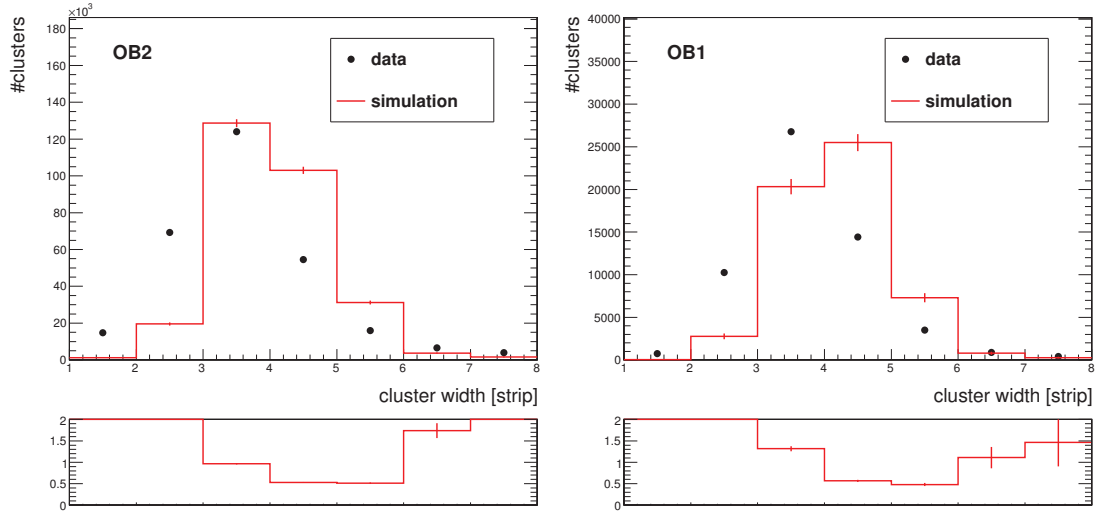 ×10³
#clusters
180
160
140
120
100
80
60
40
20
0
OB2
data
simulation
1 2 3 4 5 6 7 8
cluster width [strip]
2
1.5
1
0.5
0
#clusters
40000
35000
30000
25000
20000
15000
10000
5000
0
OB1
data
simulation
1 2 3 4 5 6 7 8
cluster width [strip]
2
1.5
1
0.5
0